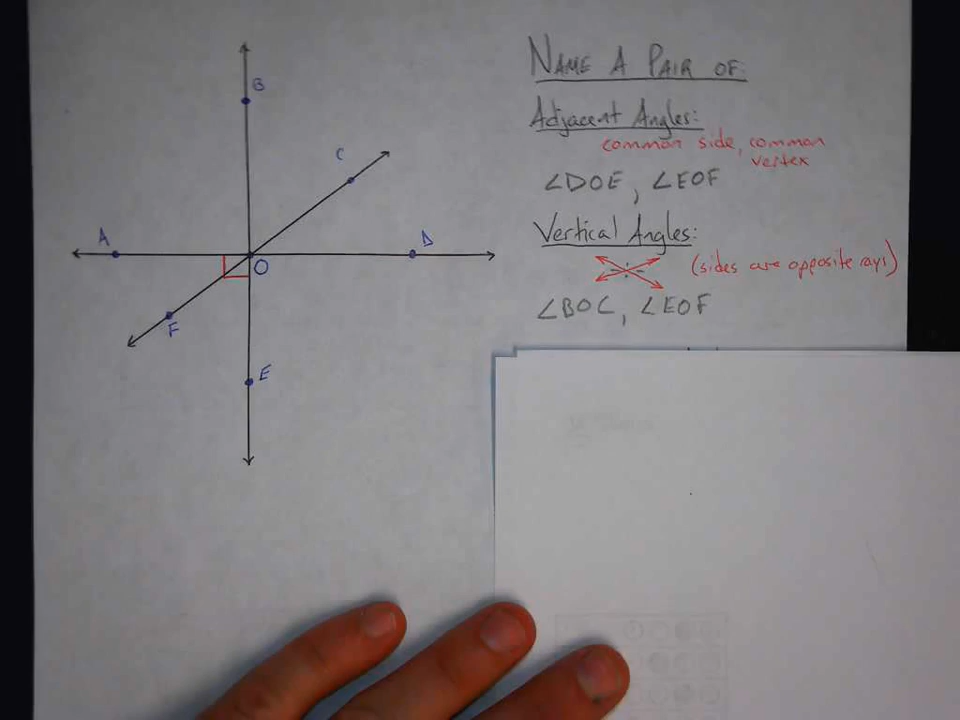 NAME A PAIR OF:
Adjacent Angles:
common side, common
vertex
∠DOE, ∠EOF
Vertical Angles:
(sides are opposite rays)
∠BOC, ∠EOF
B
C
A
D
O
F
E